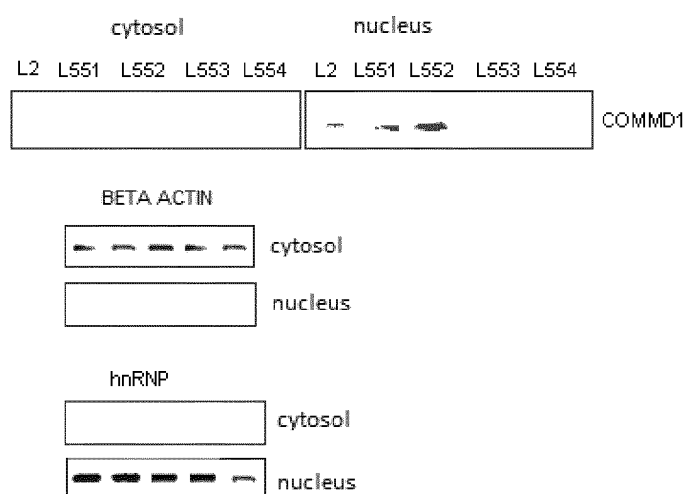 cytosol nucleus
L2 L551 L552 L553 L554 L2 L551 L552 L553 L554
COMMD1
BETA ACTIN
cytosol
nucleus
hnRNP
cytosol
nucleus